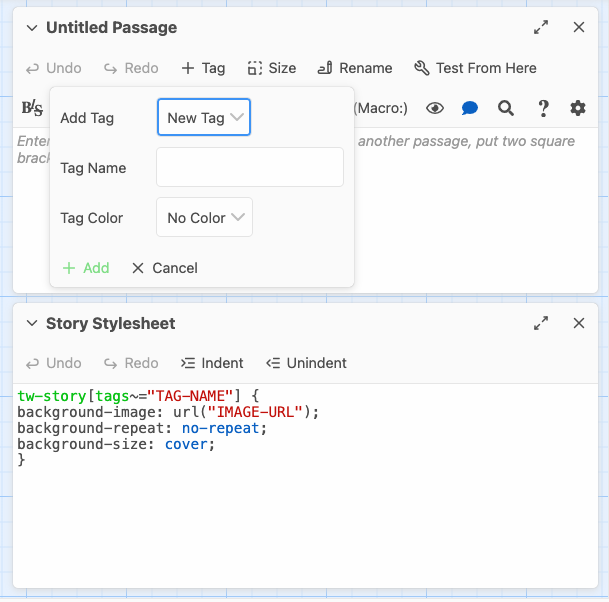 Untitled Passage
Undo Redo + Tag Size Rename Test From Here
BIS (Macro:) ?
Add Tag New Tag
Enter another passage, put two square
brack
Tag Name
Tag Color No Color
+ Add × Cancel
Story Stylesheet
Undo Redo Indent Unindent
tw-story[tags~="TAG-NAME"] {
background-image: url("IMAGE-URL");
background-repeat: no-repeat;
background-size: cover;
}